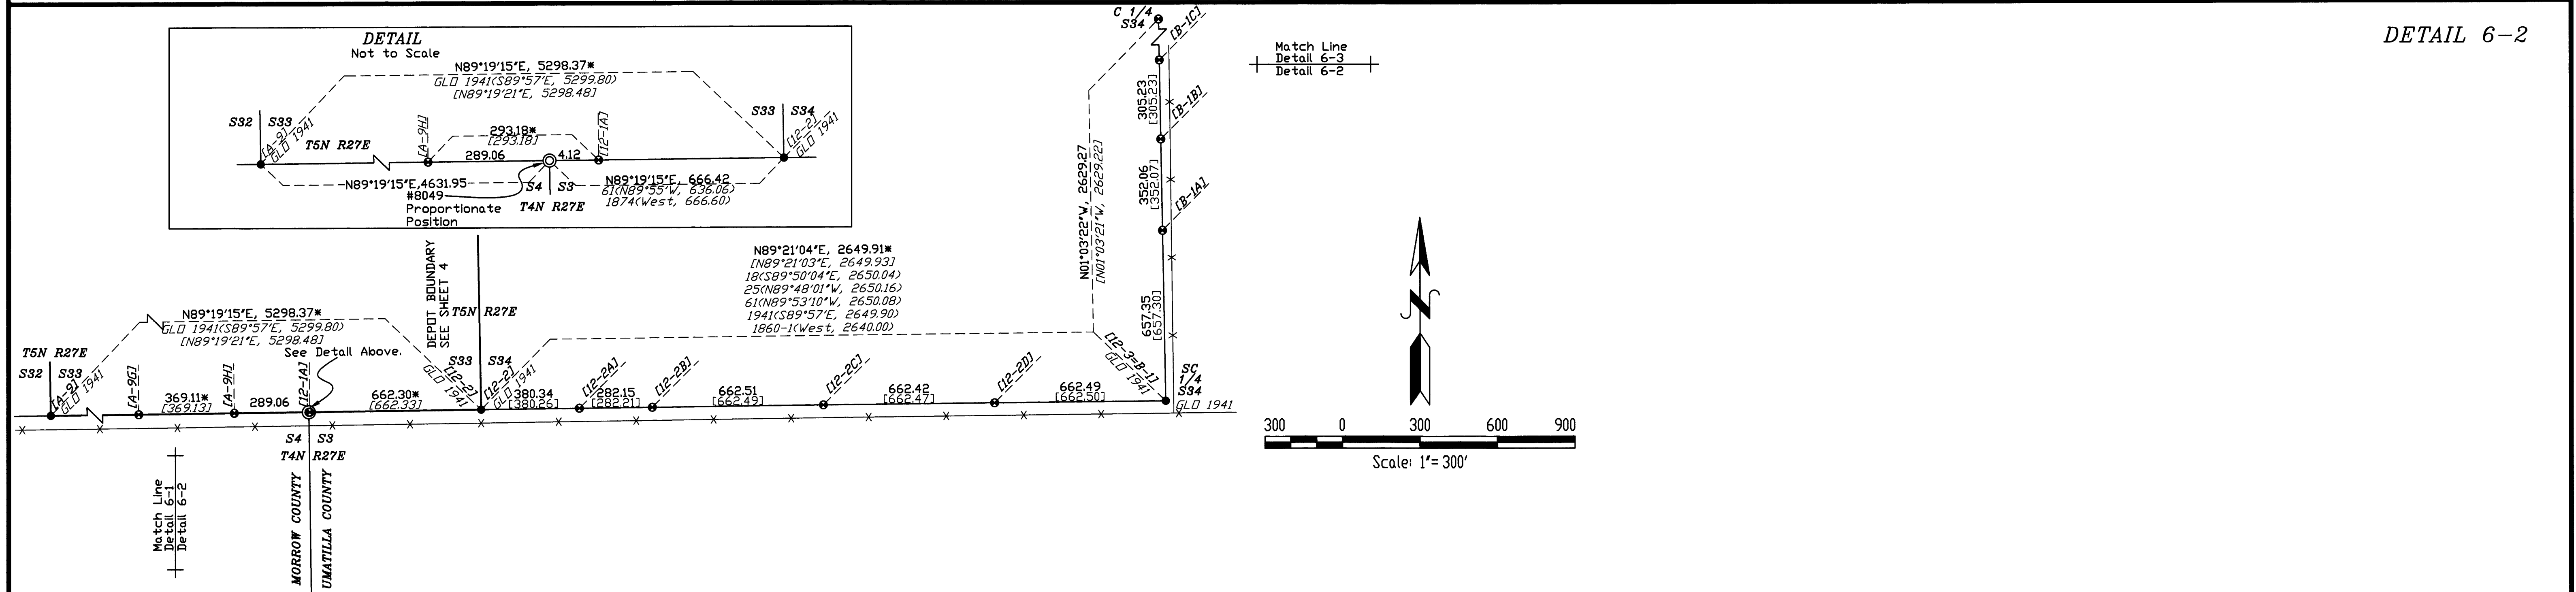 DETAIL 6-2
DETAIL
Not to Scale
N89°19'15"E, 5298.37*
GLO 1941(S89°57'E, 5299.80)
[N89°19'21"E, 5298.48]
S32
S33
[A-9]
GLO 1941
T5N R27E
[A-9H]
293.18*
[293.18]
[12-1A]
289.06
4.12
S33
S34
[12-2]
GLO 1941
N89°19'15"E,4631.95
S4
S3
N89°19'15"E, 666.42
61(N89°55'W, 636.06)
1874(West, 666.60)
#8049
Proportionate
Position
T4N R27E
C 1/4
S34
[B-1C]
305.23
[305.23]
[B-1B]
352.06
[352.07]
[B-1A]
N01°03'22"W, 2629.27
[N01°03'21"W, 2629.22]
657.35
[657.30]
Match Line
Detail 6-3
Detail 6-2
DEPOT BOUNDARY
SEE SHEET 4
T5N R27E
N89°21'04"E, 2649.91*
[N89°21'03"E, 2649.93]
18(S89°50'04"E, 2650.04)
25(N89°48'01"W, 2650.16)
61(N89°53'10"W, 2650.08)
1941(S89°57'E, 2649.90)
1860-1(West, 2640.00)
N89°19'15"E, 5298.37*
GLO 1941(S89°57'E, 5299.80)
[N89°19'21"E, 5298.48]
See Detail Above.
T5N R27E
S32
S33
[A-9]
GLO 1941
[A-9G]
369.11*
[369.13]
[A-9H]
289.06
[12-1A]
662.30*
[662.33]
S33
S34
[12-2]
GLO 1941
[12-2]
GLO 1941
380.34
[380.26]
[12-2A]
282.15
[282.21]
[12-2B]
662.51
[662.49]
[12-2C]
662.42
[662.47]
[12-2D]
662.49
[662.50]
[12-3=B-1]
GLO 1941
SC
1/4
S34
GLO 1941
S4
S3
T4N R27E
MORROW COUNTY
UMATILLA COUNTY
Match Line
Detail 6-1
Detail 6-2
N
300 0 300 600 900
Scale: 1"= 300'